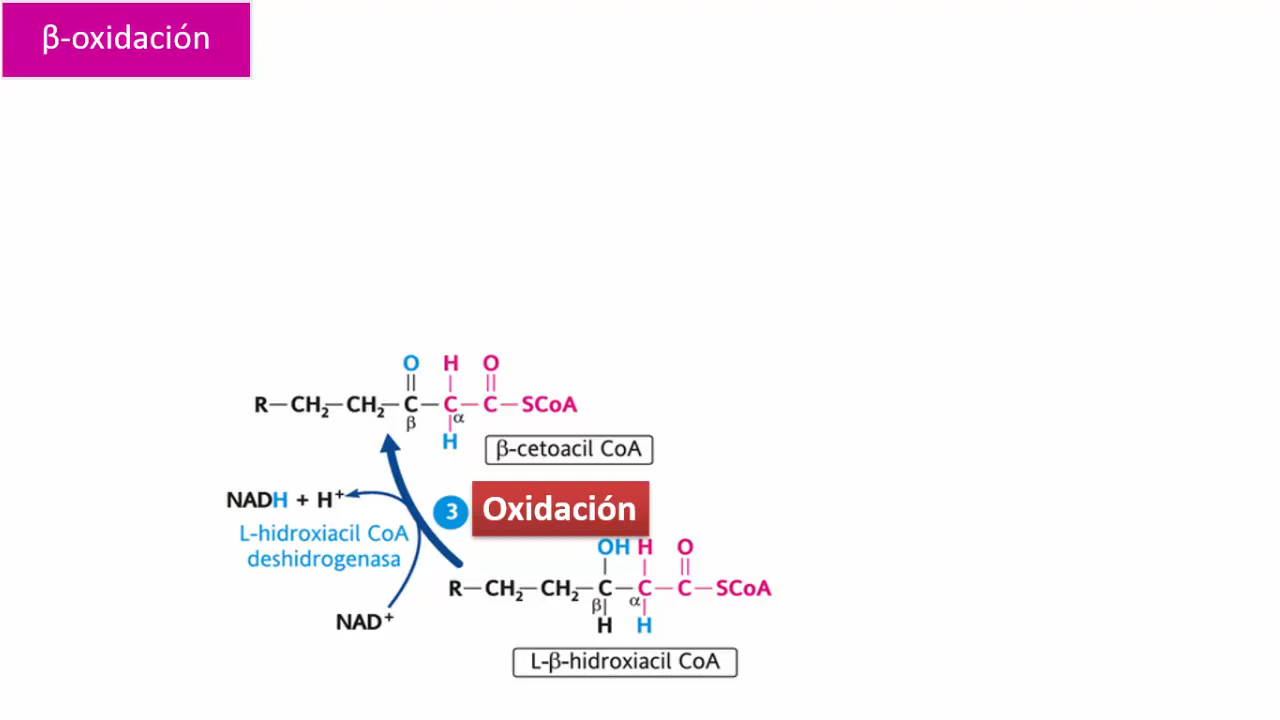 β-oxidación
O H O
R—CH₂—CH₂—C—C—C—SCoA
β α
H
β-cetoacil CoA
NADH + H⁺
3 Oxidación
L-hidroxiacil CoA
deshidrogenasa
OH H O
R—CH₂—CH₂—C—C—C—SCoA
β α
NAD⁺
H H
L-β-hidroxiacil CoA